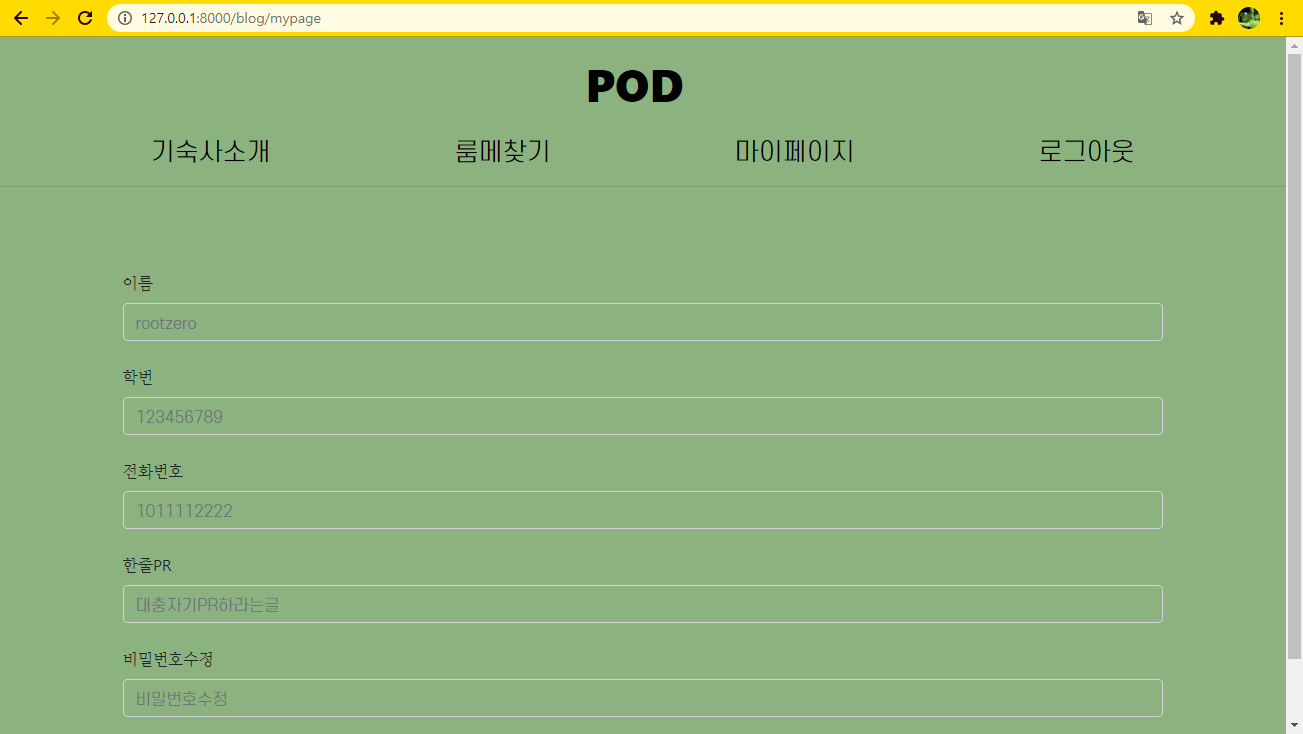 127.0.0.1:8000/blog/mypage
POD
기숙사소개 룸메찾기 마이페이지 로그아웃
이름
rootzero
학번
123456789
전화번호
1011112222
한줄PR
대충자기PR하라는글
비밀번호수정
비밀번호수정